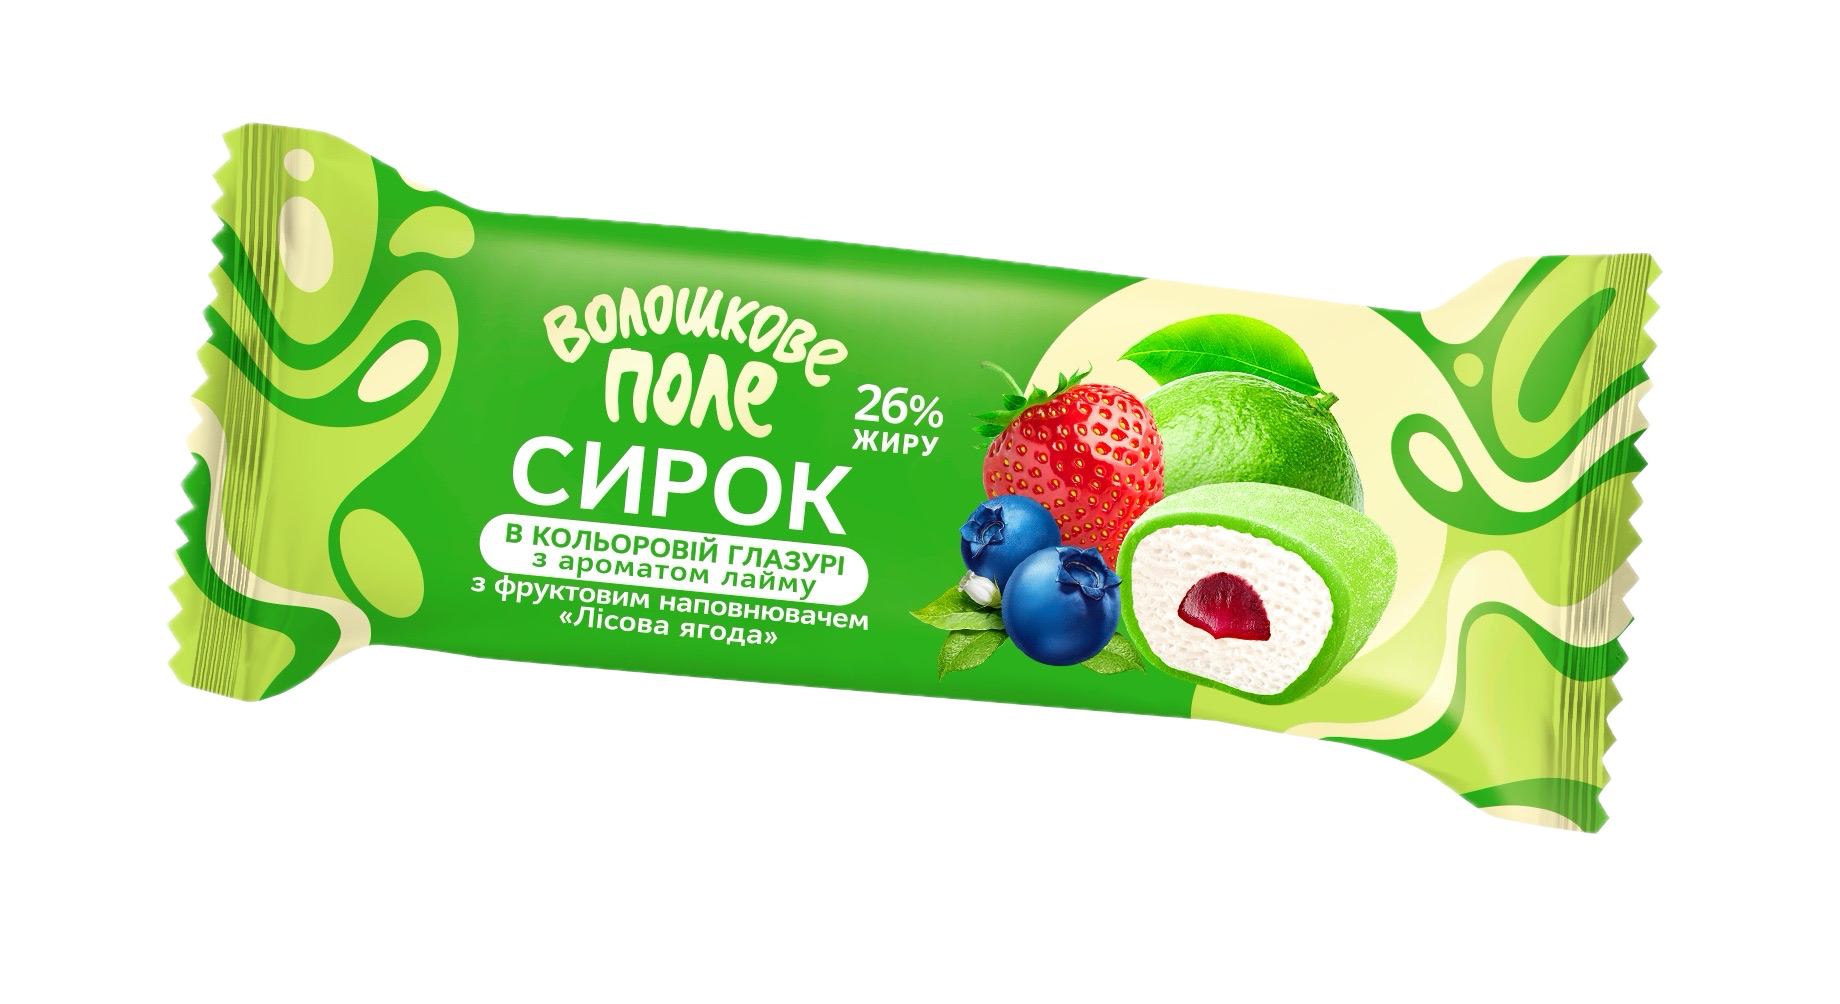 Волошкове
поле
26%
ЖИРУ
СИРОК
В КОЛЬОРОВІЙ ГЛАЗУРІ
з ароматом лайму
з фруктовим наповнювачем
«Лісова ягода»